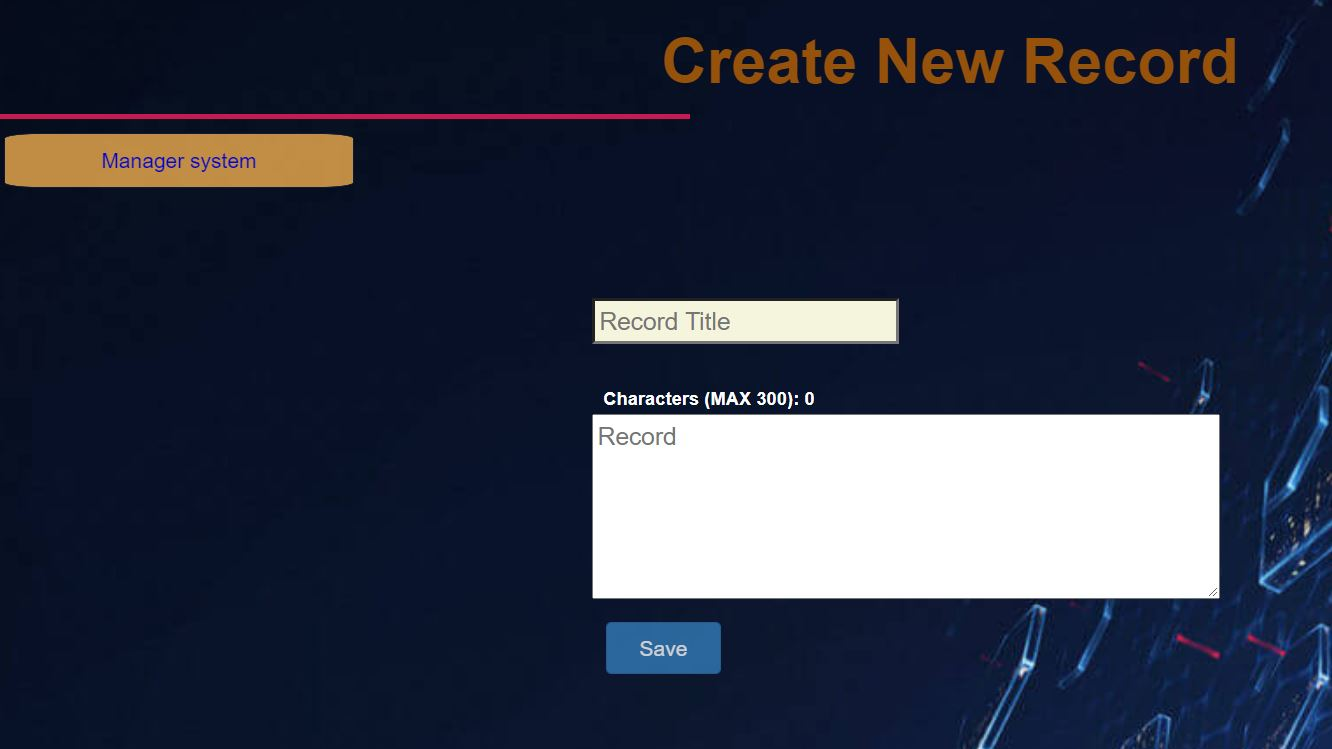 Create New Record
Manager system
Record Title
Characters (MAX 300): 0
Record
Save